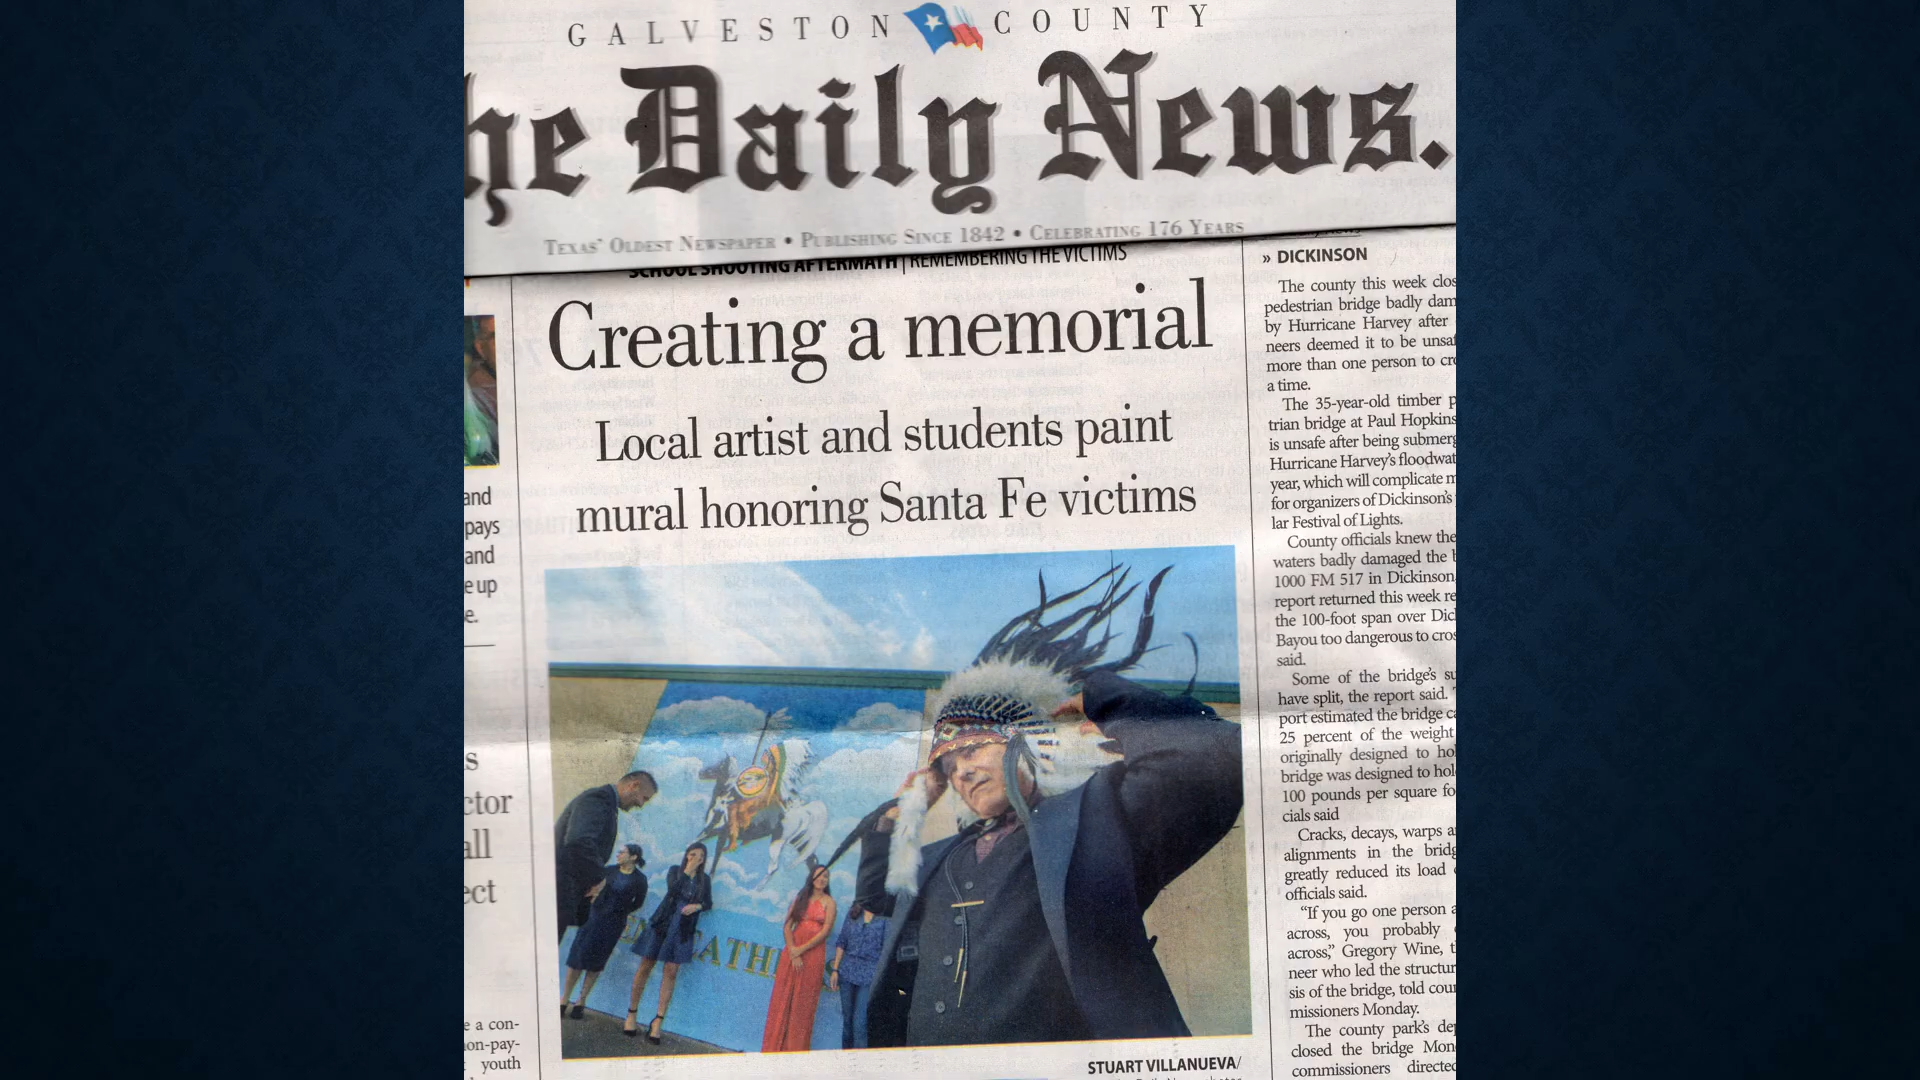 GALVESTON COUNTY
he Daily News.
TEXAS' OLDEST NEWSPAPER • PUBLISHING SINCE 1842 • CELEBRATING 176 YEARS
SCHOOL SHOOTING AFTERMATH | REMEMBERING THE VICTIMS
Creating a memorial
Local artist and students paint
mural honoring Santa Fe victims
and
pays
and
e up
e.
s
ctor
all
ect
e a con-
on-pay-
youth
CATH
STUART VILLANUEVA/
» DICKINSON
The county this week clos
pedestrian bridge badly dam
by Hurricane Harvey after
neers deemed it to be unsaf
more than one person to cr
a time.
The 35-year-old timber p
trian bridge at Paul Hopkins
is unsafe after being submerg
Hurricane Harvey's floodwat
year, which will complicate m
for organizers of Dickinson's
lar Festival of Lights.
County officials knew the
waters badly damaged the b
1000 FM 517 in Dickinson,
report returned this week re
the 100-foot span over Dic
Bayou too dangerous to cros
said.
Some of the bridge's su
have split, the report said. T
port estimated the bridge ca
25 percent of the weight
originally designed to ho
bridge was designed to hol
100 pounds per square fo
cials said
Cracks, decays, warps a
alignments in the bridg
greatly reduced its load
officials said.
"If you go one person a
across, you probably
across," Gregory Wine, t
neer who led the structur
sis of the bridge, told cou
missioners Monday.
The county park's de
closed the bridge Mon
commissioners directed